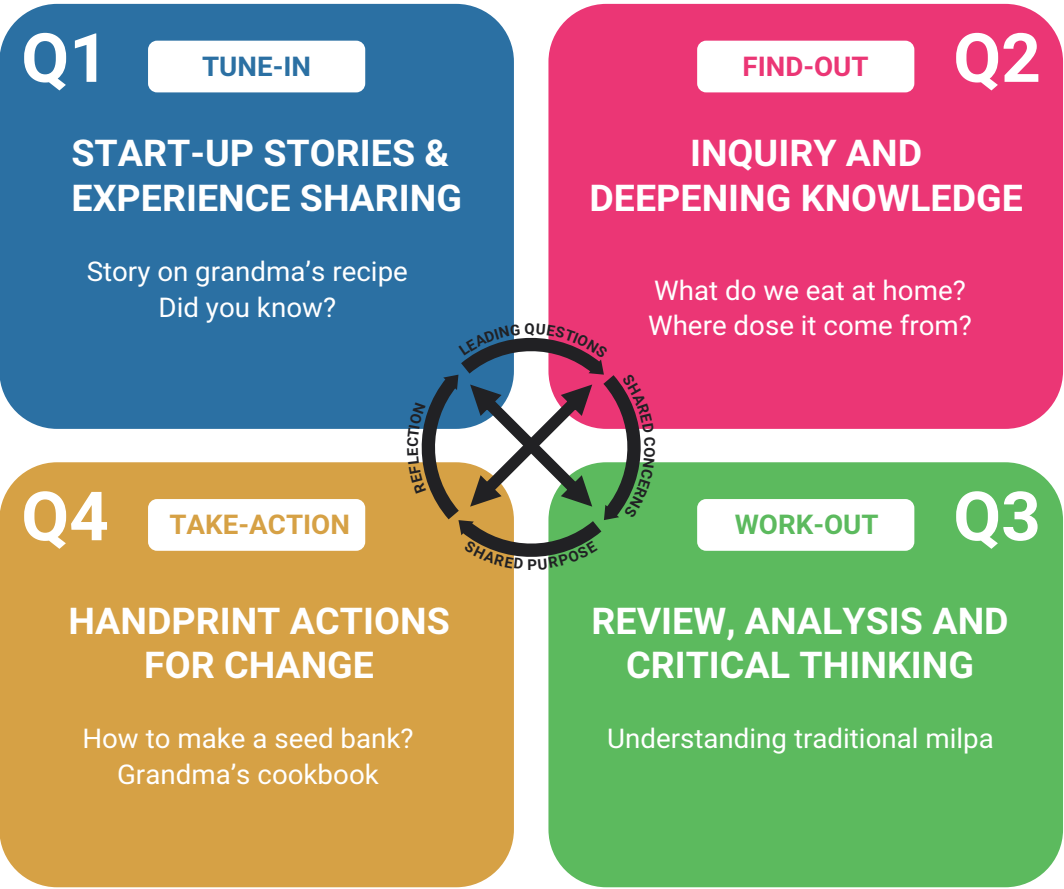 Q1
TUNE-IN
START-UP STORIES &
EXPERIENCE SHARING
Story on grandma’s recipe
Did you know?
Q2
FIND-OUT
INQUIRY AND
DEEPENING KNOWLEDGE
What do we eat at home?
Where dose it come from?
LEADING QUESTIONS
SHARED CONCERNS
SHARED PURPOSE
REFLECTION
Q4
TAKE-ACTION
HANDPRINT ACTIONS
FOR CHANGE
How to make a seed bank?
Grandma’s cookbook
Q3
WORK-OUT
REVIEW, ANALYSIS AND
CRITICAL THINKING
Understanding traditional milpa